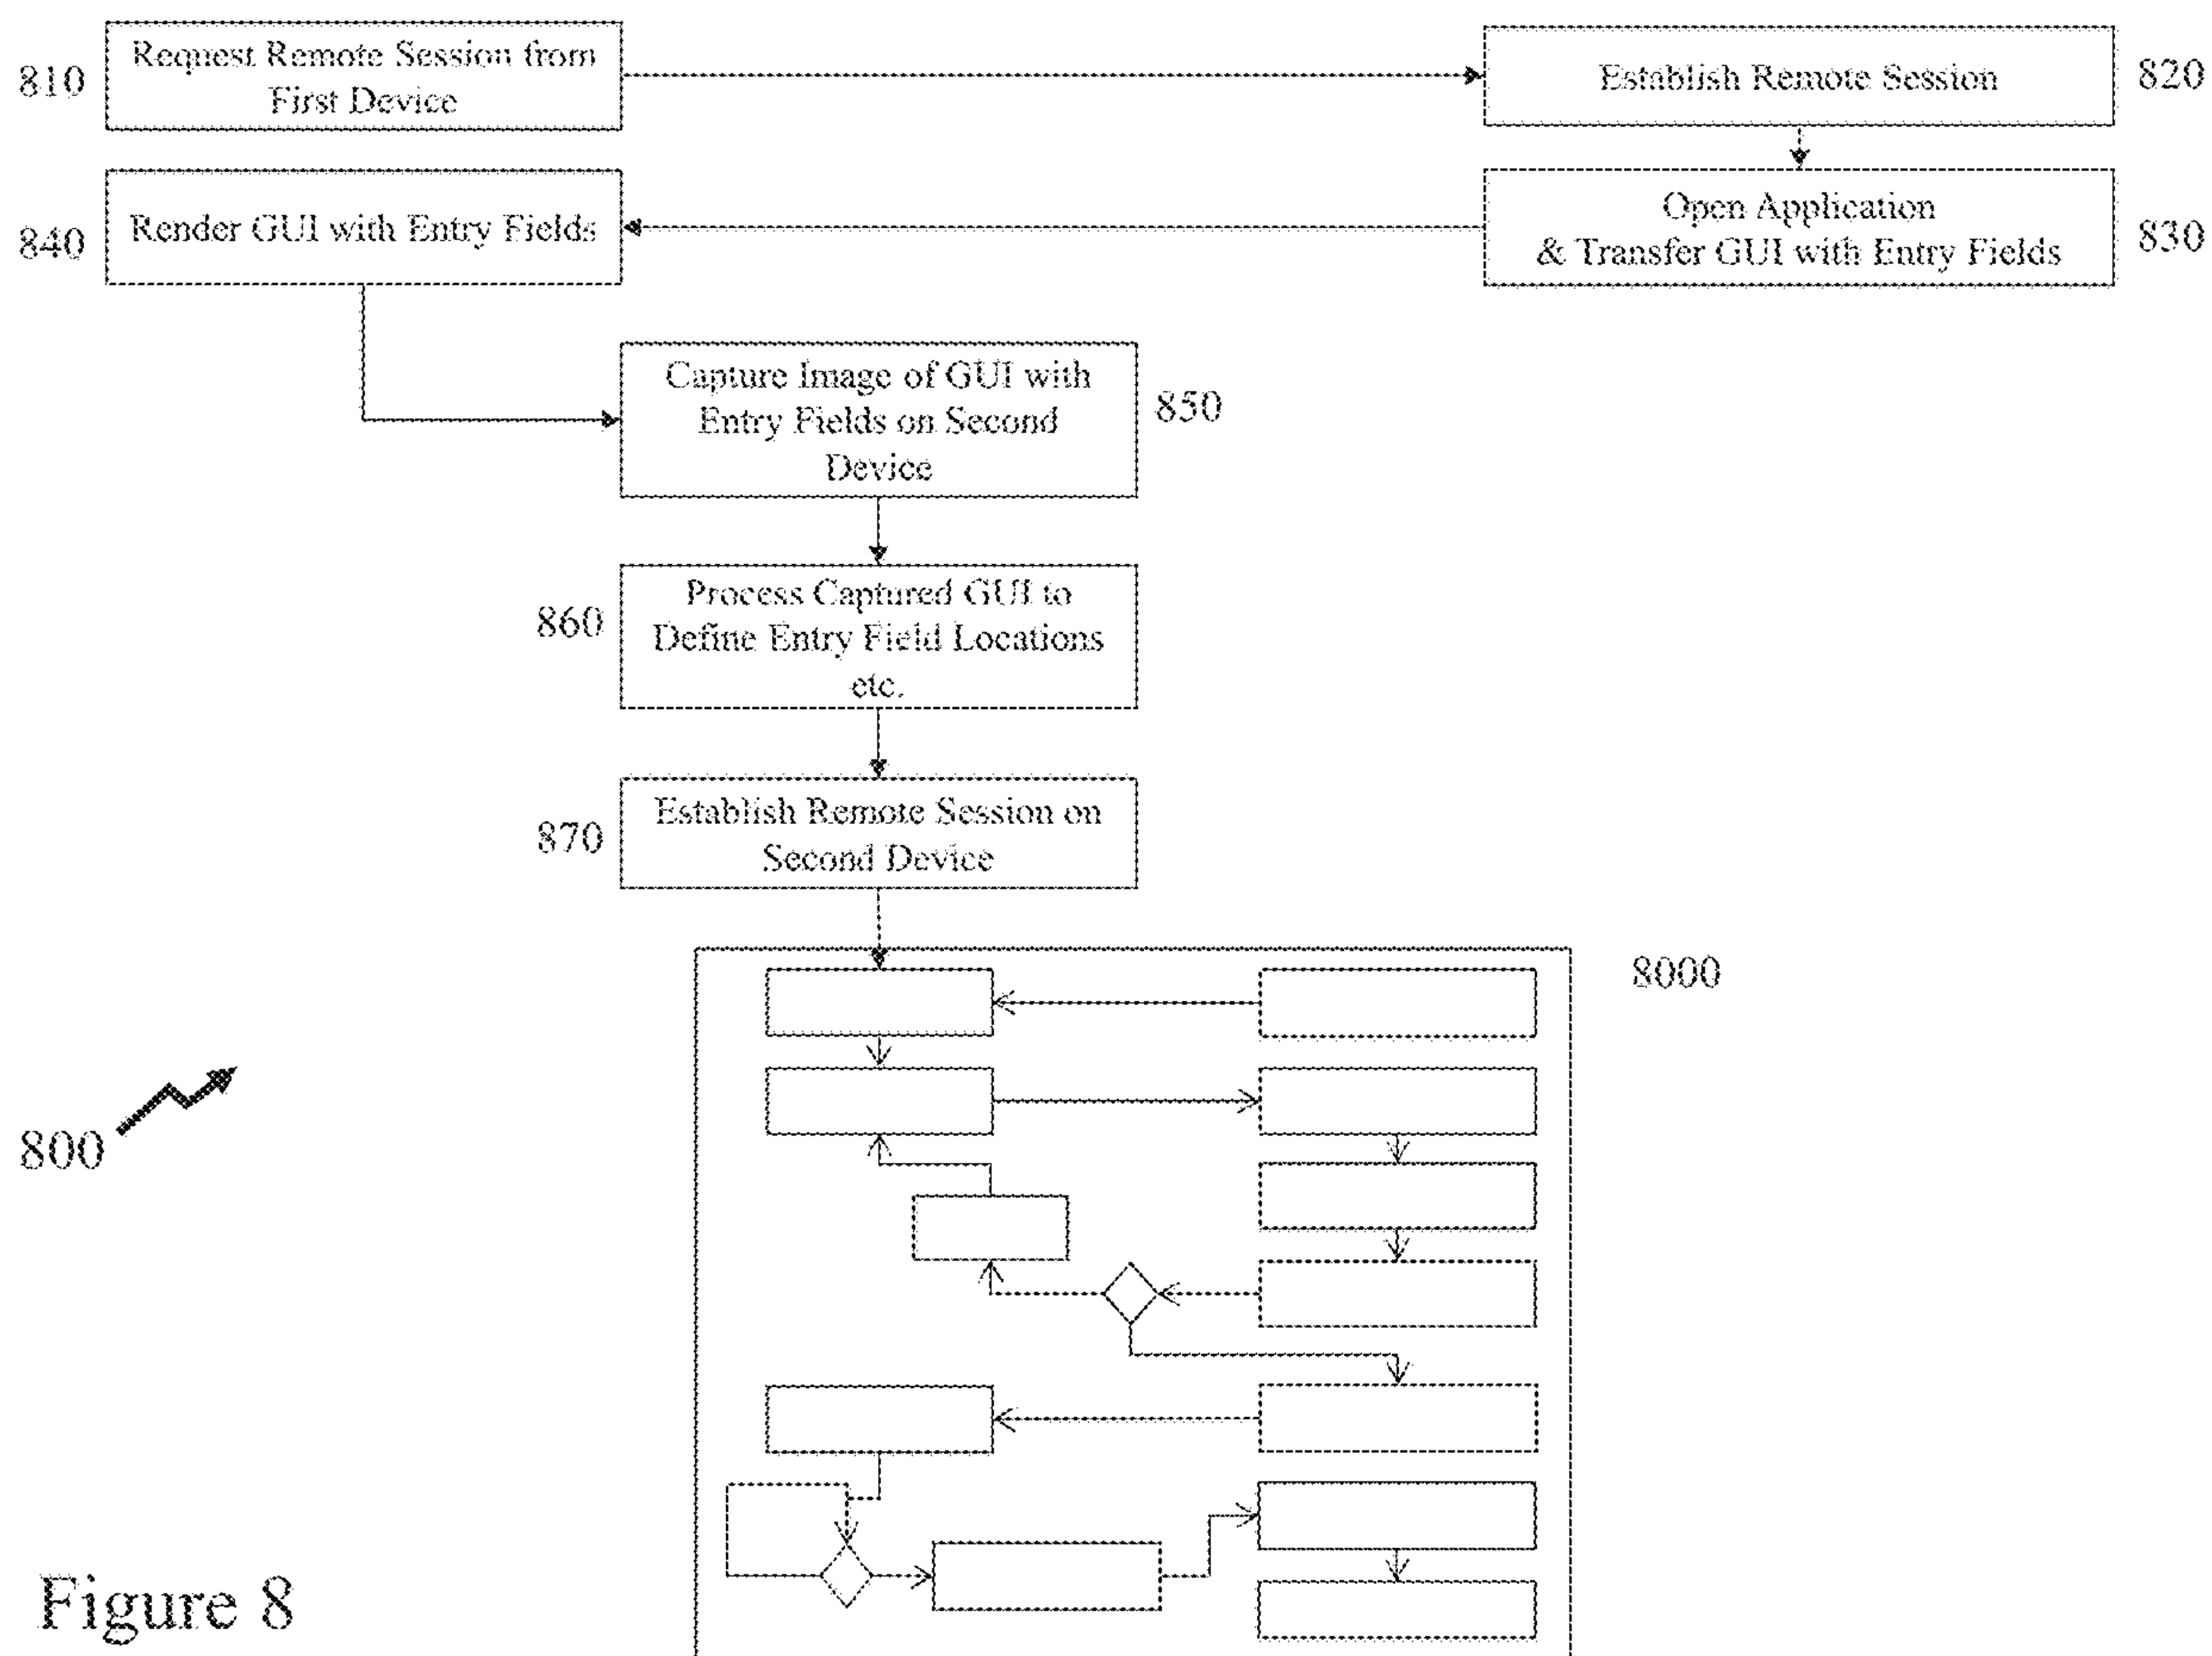 810
Request Remote Session from
First Device
Establish Remote Session
820
840
Render GUI with Entry Fields
Open Application
& Transfer GUI with Entry Fields
830
Capture Image of GUI with
Entry Fields on Second
Device
850
860
Process Captured GUI to
Define Entry Field Locations
etc.
870
Establish Remote Session on
Second Device
8000
800
Figure 8